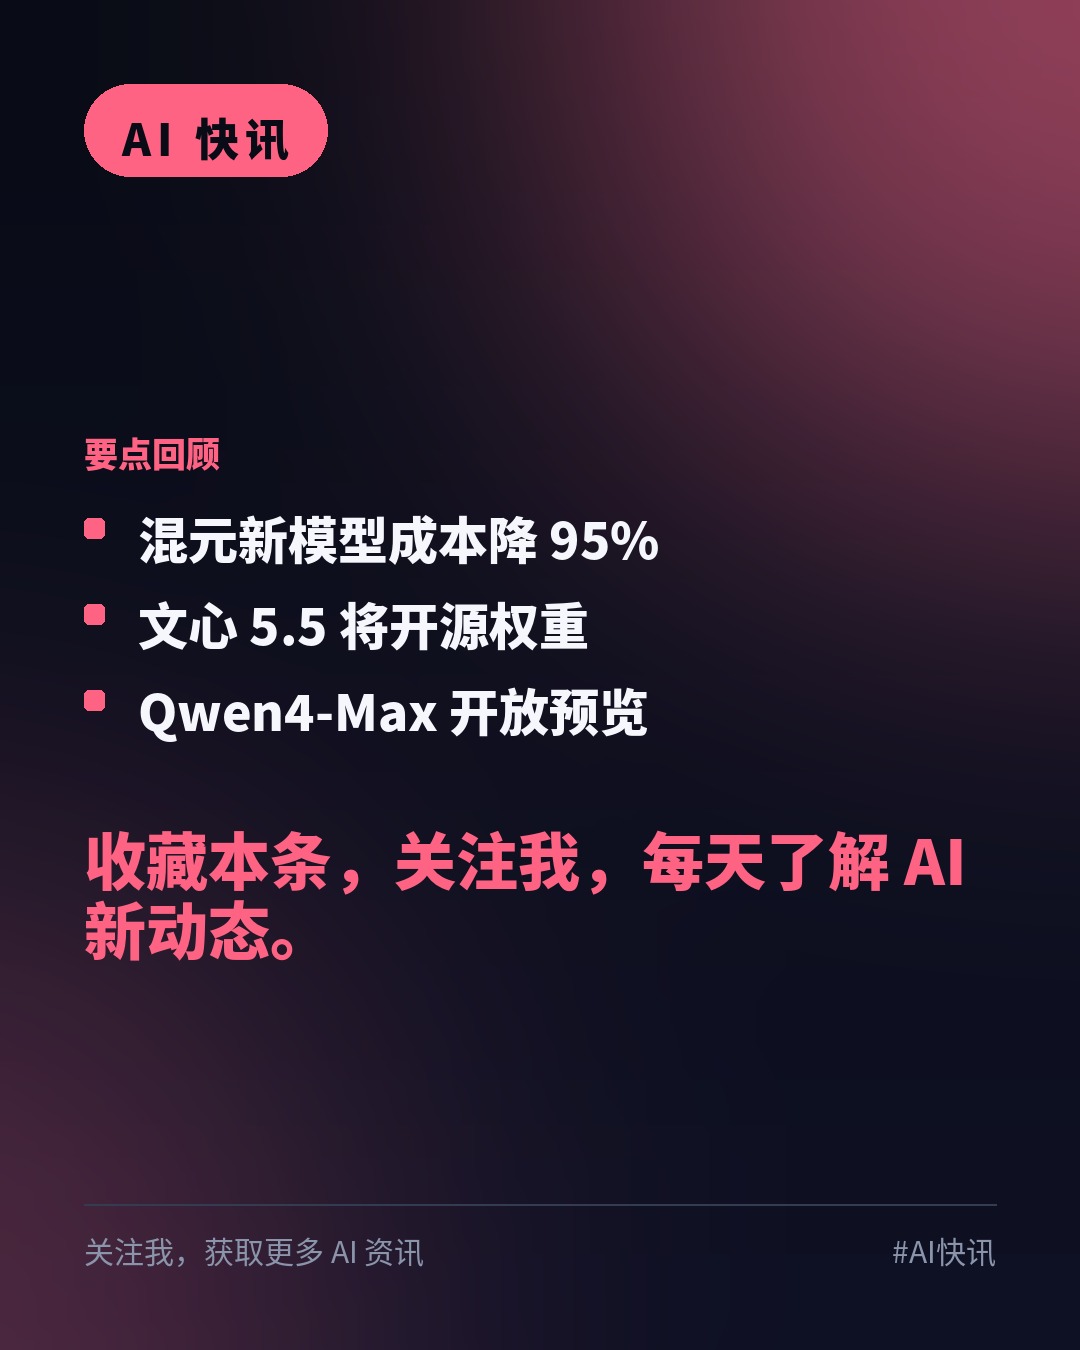 AI 快讯
要点回顾
混元新模型成本降 95%
文心 5.5 将开源权重
Qwen4-Max 开放预览
收藏本条，关注我，每天了解 AI
新动态。
关注我，获取更多 AI 资讯
#AI快讯